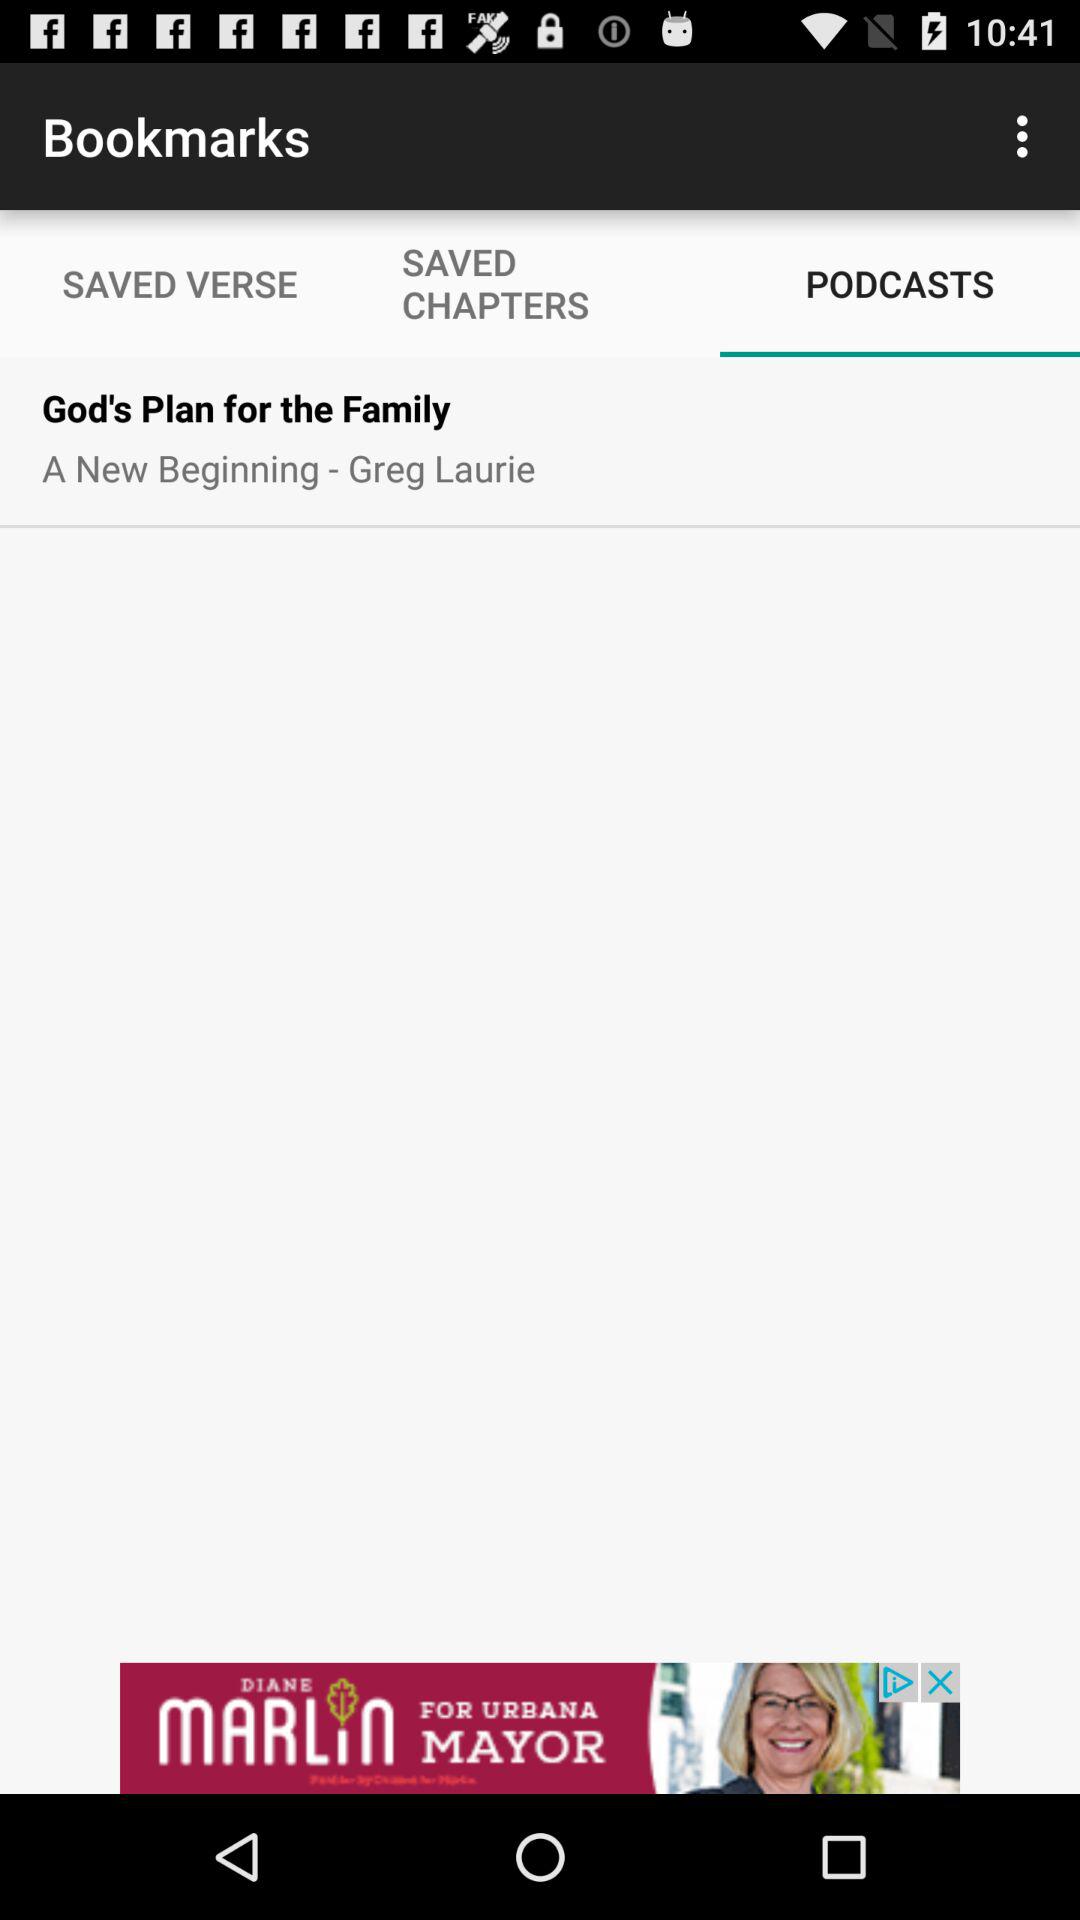 FAKE
10:41
Bookmarks
SAVED VERSE
SAVED
CHAPTERS
PODCASTS
God's Plan for the Family
A New Beginning - Greg Laurie
DIANE
MARLIN
FOR URBANA
MAYOR